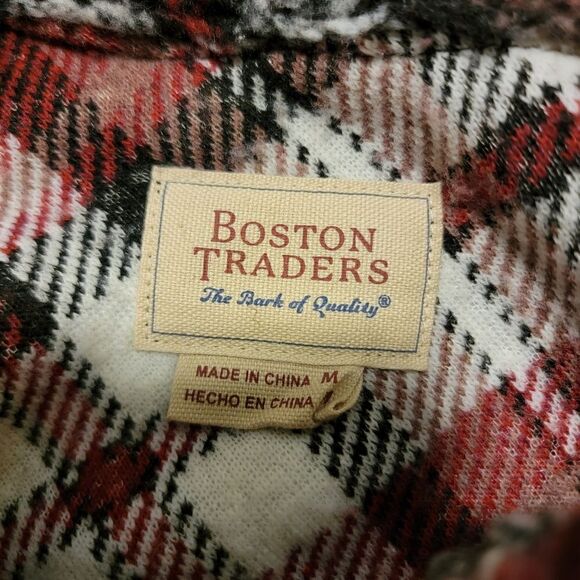 BOSTON
TRADERS
The Bark of Quality®
MADE IN CHINA M
HECHO EN CHINA